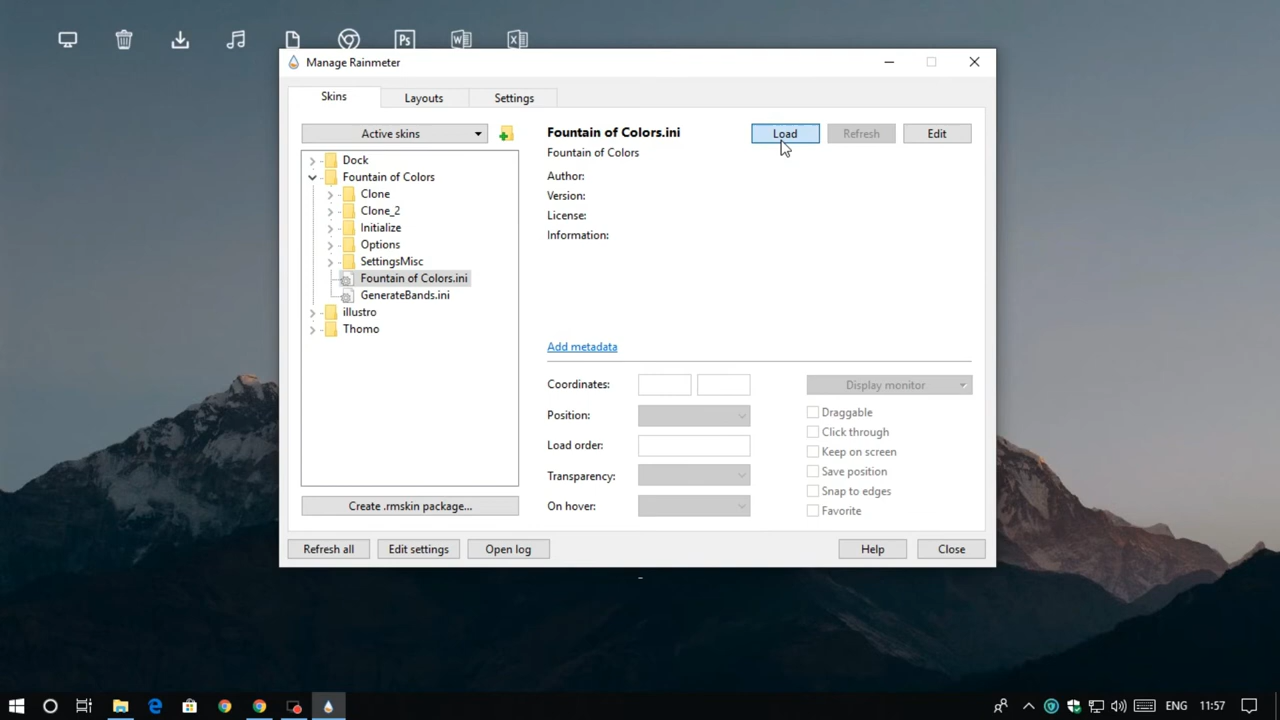 Ps
W
X
Manage Rainmeter
Skins
Layouts
Settings
Active skins
Dock
Fountain of Colors
Clone
Clone_2
Initialize
Options
SettingsMisc
Fountain of Colors.ini
GenerateBands.ini
illustro
Thomo
Create .rmskin package...
Fountain of Colors.ini
Load
Refresh
Edit
Fountain of Colors
Author:
Version:
License:
Information:
Add metadata
Coordinates:
Display monitor
Position:
Draggable
Click through
Load order:
Keep on screen
Transparency:
Save position
Snap to edges
On hover:
Favorite
Refresh all
Edit settings
Open log
Help
Close
ENG
11:57